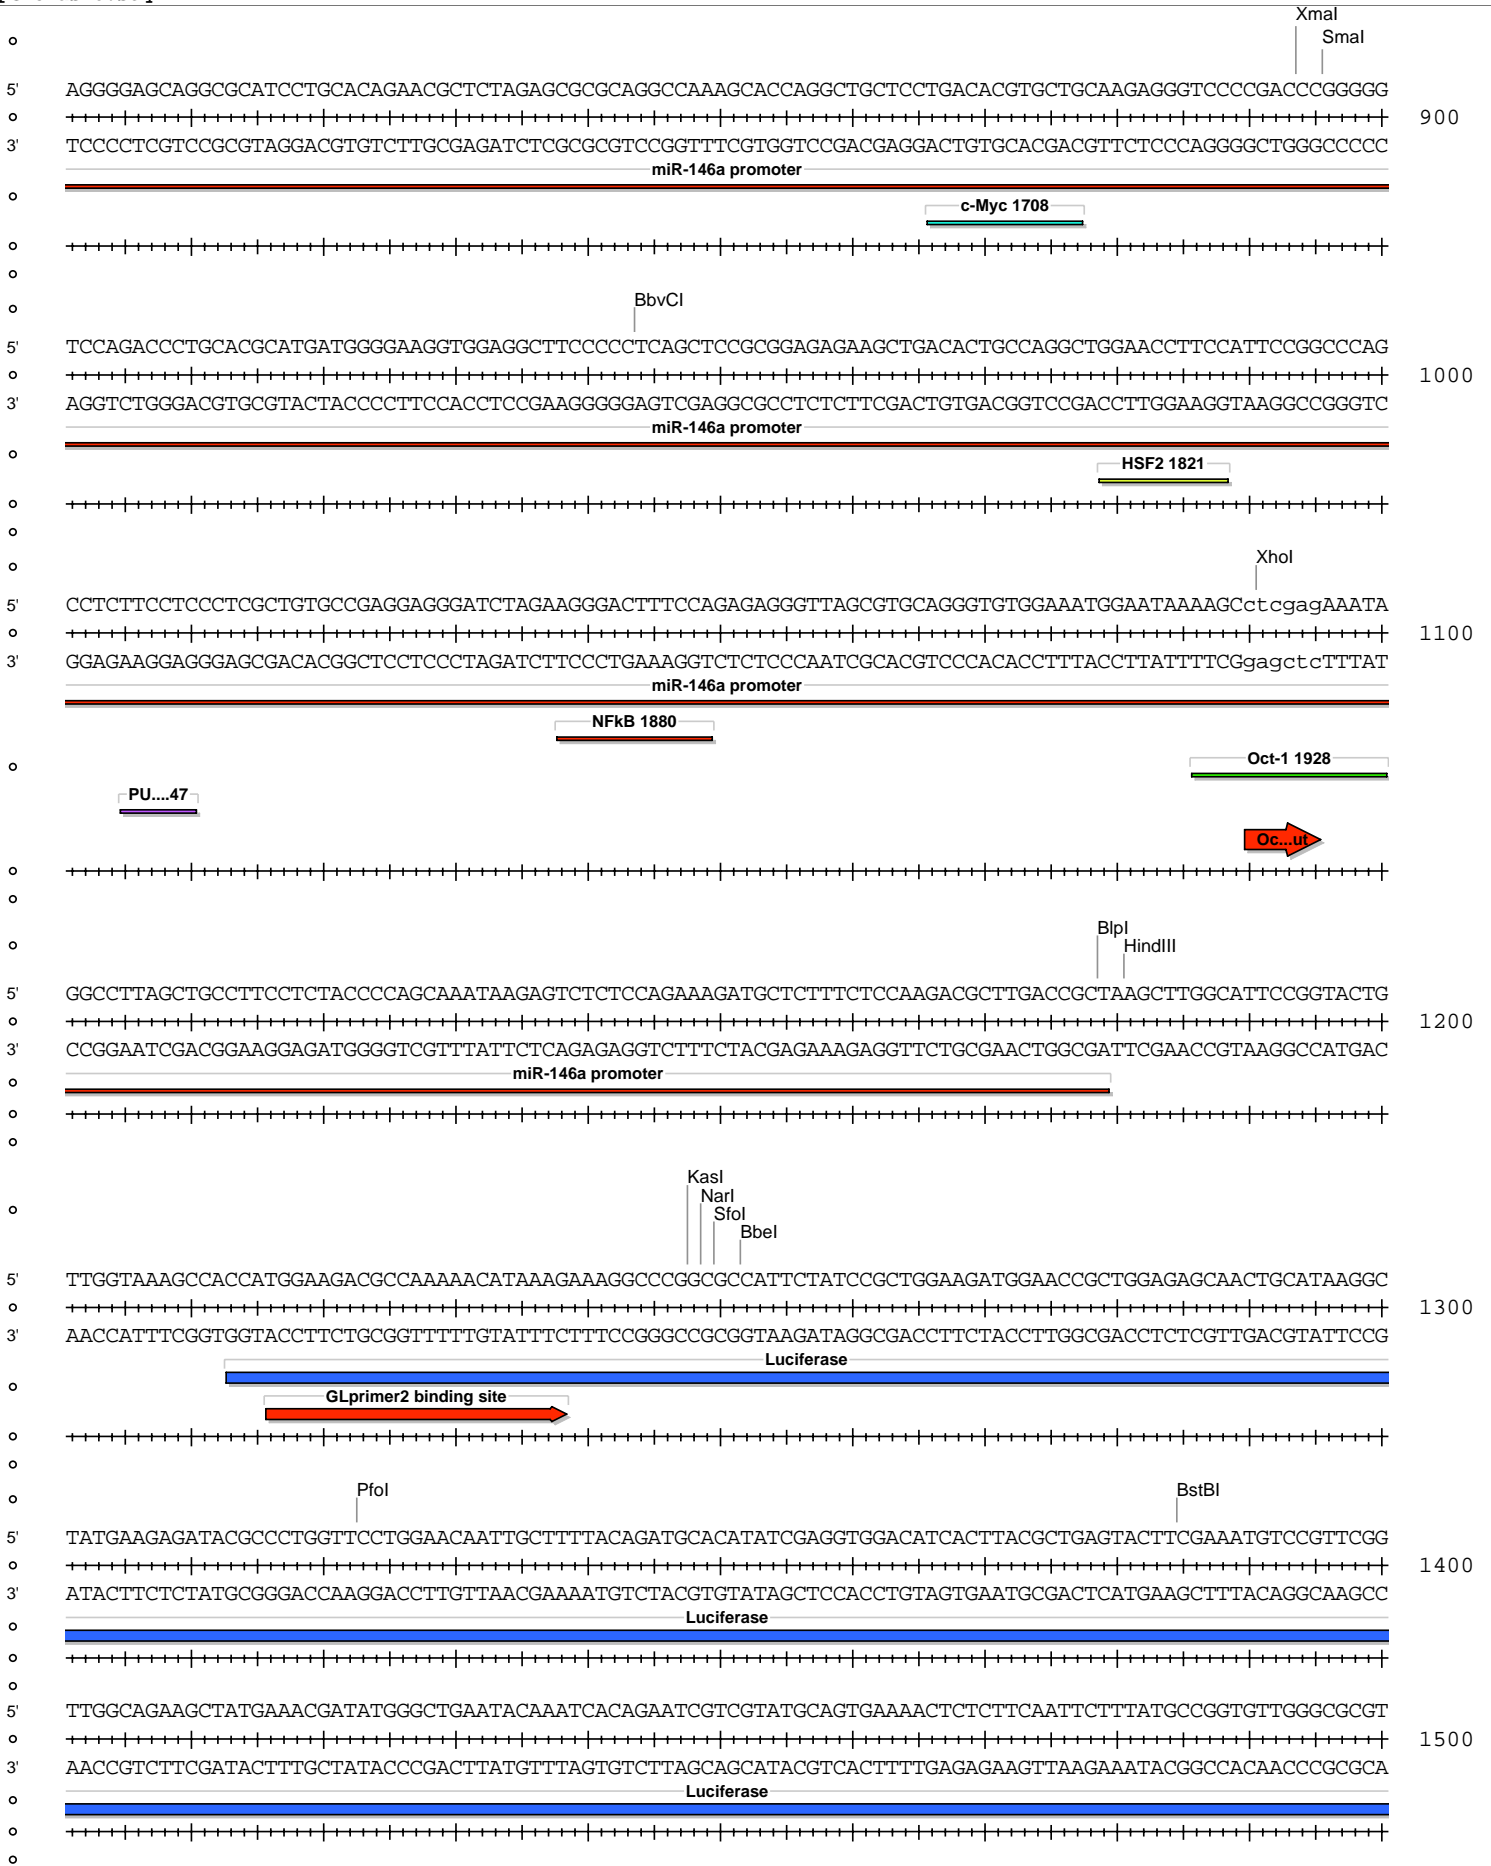 XmaI
SmaI
5' AGGGGAGCAGGCGCATCCTGCACAGAACGCTCTAGAGCGCGCAGGCCAAAGCACCAGGCTGCTCCTGACACGTGCTGCAAGAGGGTCCCCGACCCGGGGG
900
3' TCCCCTCGTCCGCGTAGGACGTGTCTTGCGAGATCTCGCGCGTCCGGTTTCGTGGTCCGACGAGGACTGTGCACGACGTTCTCCCAGGGGCTGGGCCCCC
miR-146a promoter
c-Myc 1708
BbvCI
5' TCCAGACCCTGCACGCATGATGGGGAAGGTGGAGGCTTCCCCCTCAGCTCCGCGGAGAGAAGCTGACACTGCCAGGCTGGAACCTTCCATTCCGGCCCAG
1000
3' AGGTCTGGGACGTGCGTACTACCCCTTCCACCTCCGAAGGGGGAGTCGAGGCGCCTCTCTTCGACTGTGACGGTCCGACCTTGGAAGGTAAGGCCGGGTC
miR-146a promoter
HSF2 1821
XhoI
5' CCTCTTCCTCCCTCGCTGTGCCGAGGAGGGATCTAGAAGGGACTTTCCAGAGAGGGTTAGCGTGCAGGGTGTGGAAATGGAATAAAAGCctcgagAAATA
1100
3' GGAGAAGGAGGGAGCGACACGGCTCCTCCCTAGATCTTCCCTGAAAGGTCTCTCCCAATCGCACGTCCCACACCTTTACCTTATTTTCGgagctcTTTAT
miR-146a promoter
NFkB 1880
Oct-1 1928
PU....47
Oc...ut
BlpI
HindIII
5' GGCCTTAGCTGCCTTCCTCTACCCCAGCAAATAAGAGTCTCTCCAGAAAGATGCTCTTTCTCCAAGACGCTTGACCGCTAAGCTTGGCATTCCGGTACTG
1200
3' CCGGAATCGACGGAAGGAGATGGGGTCGTTTATTCTCAGAGAGGTCTTTCTACGAGAAAGAGGTTCTGCGAACTGGCGATTCGAACCGTAAGGCCATGAC
miR-146a promoter
KasI
NarI
SfoI
BbeI
5' TTGGTAAAGCCACCATGGAAGACGCCAAAAACATAAAGAAAGGCCCGGCGCCATTCTATCCGCTGGAAGATGGAACCGCTGGAGAGCAACTGCATAAGGC
1300
3' AACCATTTCGGTGGTACCTTCTGCGGTTTTTGTATTTCTTTCCGGGCCGCGGTAAGATAGGCGACCTTCTACCTTGGCGACCTCTCGTTGACGTATTCCG
Luciferase
GLprimer2 binding site
PfoI
BstBI
5' TATGAAGAGATACGCCCTGGTTCCTGGAACAATTGCTTTTACAGATGCACATATCGAGGTGGACATCACTTACGCTGAGTACTTCGAAATGTCCGTTCGG
1400
3' ATACTTCTCTATGCGGGACCAAGGACCTTGTTAACGAAAATGTCTACGTGTATAGCTCCACCTGTAGTGAATGCGACTCATGAAGCTTTACAGGCAAGCC
Luciferase
5' TTGGCAGAAGCTATGAAACGATATGGGCTGAATACAAATCACAGAATCGTCGTATGCAGTGAAAACTCTCTTCAATTCTTTATGCCGGTGTTGGGCGCGT
1500
3' AACCGTCTTCGATACTTTGCTATACCCGACTTATGTTTAGTGTCTTAGCAGCATACGTCACTTTTGAGAGAAGTTAAGAAATACGGCCACAACCCGCGCA
Luciferase